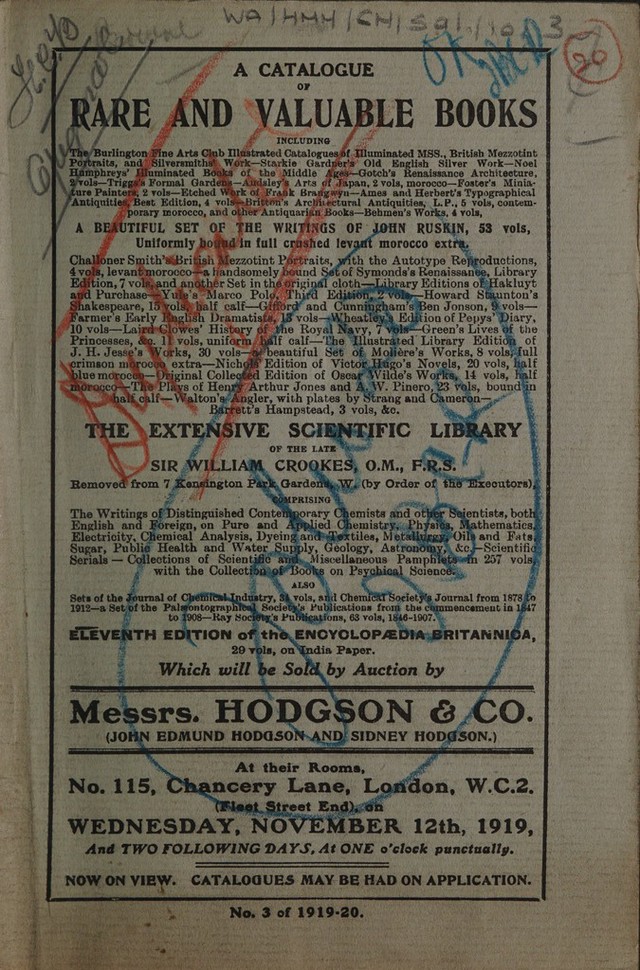 WA/HMM/CM/Sal/10
3
20
A CATALOGUE
OF
RARE AND VALUABLE BOOKS
INCLUDING
The Burlington Fine Arts Club Illustrated Catalogues of Illuminated MSS., British Mezzotint
Portraits, and Silversmiths' Work—Starkie Gardner's Old English Silver Work—Noel
Humphreys' Illuminated Books of the Middle Ages—Gotch's Renaissance Architecture,
2 vols—Triggs's Formal Gardens—Audsley Arts of Japan, 2 vols, morocco—Foster's Minia-
ture Painters, 2 vols—Etched Work of Frank Brangwyn—Ames and Herbert's Typographical
Antiquities, Best Edition, 4 vols—Britton's Architectural Antiquities, L.P., 5 vols, contem-
porary morocco, and other Antiquarian Books—Behmen's Works, 4 vols,
A BEAUTIFUL SET OF THE WRITINGS OF JOHN RUSKIN, 53 vols,
Uniformly bound in full crushed levant morocco extra,
Challoner Smith's British Mezzotint Portraits, with the Autotype Reproductions,
4 vols, levant morocco—a handsomely bound Set of Symonds's Renaissance, Library
Edition, 7 vols, and another Set in the original cloth—Library Editions of Hakluyt
and Purchase—Yule's Marco Polo, Third Edition, 2 vols—Howard Staunton's
Shakespeare, 15 vols, half calf—Gifford and Cunningham's Ben Jonson, 9 vols—
Farmer's Early English Dramatists, 13 vols—Wheatley's Edition of Pepys' Diary,
10 vols—Laird Clowes' History of the Royal Navy, 7 vols—Green's Lives of the
Princesses, &c. 11 vols, uniform half calf—The Illustrated Library Edition of
J. H. Jesse's Works, 30 vols—a beautiful Set of Molière's Works, 8 vols, full
crimson morocco extra—Nichols' Edition of Victor Hugo's Novels, 20 vols, half
blue morocco—Original Collected Edition of Oscar Wilde's Works, 14 vols, half
morocco—The Plays of Henry Arthur Jones and A. W. Pinero, 23 vols, bound in
half calf—Walton's Angler, with plates by Strang and Cameron—
Barrett's Hampstead, 3 vols, &c.
THE EXTENSIVE SCIENTIFIC LIBRARY
OF THE LATE
SIR WILLIAM CROOKES, O.M., F.R.S.
Removed from 7 Kensington Park Gardens, W. (by Order of the Executors),
COMPRISING
The Writings of Distinguished Contemporary Chemists and other Scientists, both
English and Foreign, on Pure and Applied Chemistry, Physics, Mathematics,
Electricity, Chemical Analysis, Dyeing and Textiles, Metallurgy, Oils and Fats,
Sugar, Public Health and Water Supply, Geology, Astronomy, &c.—Scientific
Serials—Collections of Scientific and Miscellaneous Pamphlets in 257 vols,
with the Collection of Books on Psychical Science.
ALSO
Sets of the Journal of Chemical Industry, 34 vols, and Chemical Society's Journal from 1878 to
1912—a Set of the Palæontographical Society's Publications from the commencement in 1847
to 1908—Ray Society's Publications, 63 vols, 1846-1907.
ELEVENTH EDITION of the ENCYCLOPÆDIA BRITANNICA,
29 vols, on India Paper.
Which will be Sold by Auction by
Messrs. HODGSON & CO.
(JOHN EDMUND HODGSON AND SIDNEY HODGSON.)
At their Rooms,
No. 115, Chancery Lane, London, W.C.2.
(Fleet Street End), on
WEDNESDAY, NOVEMBER 12th, 1919,
And TWO FOLLOWING DAYS, At ONE o'clock punctually.
NOW ON VIEW. CATALOGUES MAY BE HAD ON APPLICATION.
No. 3 of 1919-20.